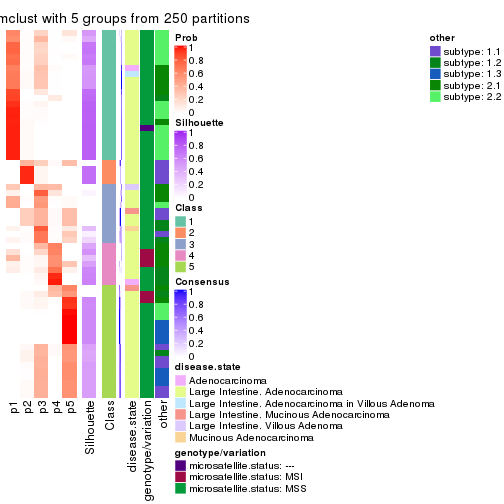 mclust with 5 groups from 250 partitions
Prob
1
0.8
0.6
0.4
0.2
0
Silhouette
1
0.8
0.6
0.4
0.2
0
Class
1
2
3
4
5
Consensus
1
0.8
0.6
0.4
0.2
0
disease.state
Adenocarcinoma
Large Intestine. Adenocarcinoma
Large Intestine. Adenocarcinoma in Villous Adenoma
Large Intestine. Mucinous Adenocarcinoma
Large Intestine. Villous Adenoma
Mucinous Adenocarcinoma
genotype/variation
microsatellite.status: ---
microsatellite.status: MSI
microsatellite.status: MSS
other
subtype: 1.1
subtype: 1.2
subtype: 1.3
subtype: 2.1
subtype: 2.2
p1
p2
p3
p4
p5
Silhouette
Class
disease.state
genotype/variation
other